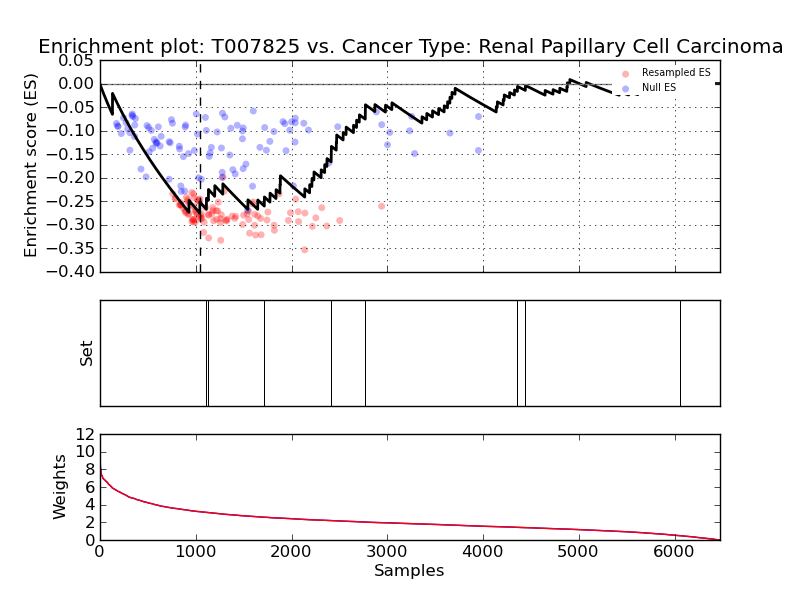 Enrichment plot: T007825 vs. Cancer Type: Renal Papillary Cell Carcinoma
0.05
0.00
−0.05
−0.10
−0.15
−0.20
−0.25
−0.30
−0.35
−0.40
Enrichment score (ES)
Resampled ES
Null ES
Set
12
10
8
6
4
2
0
Weights
0 1000 2000 3000 4000 5000 6000
Samples